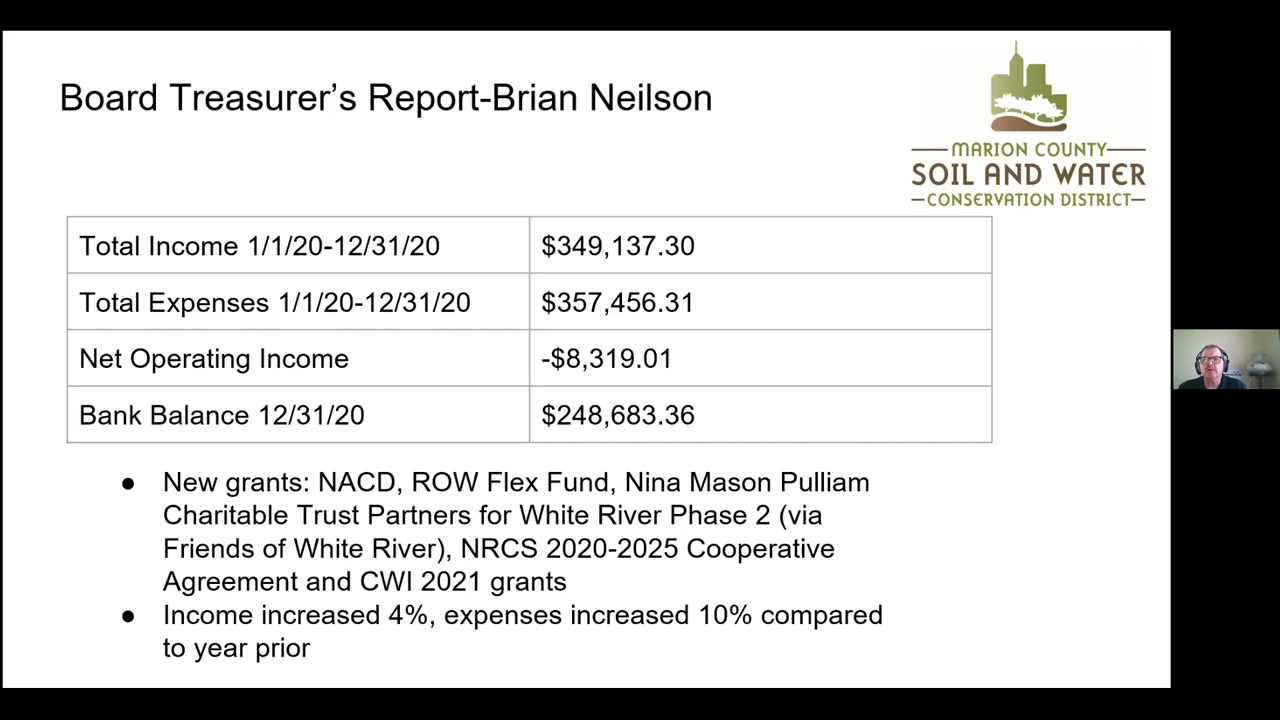 Board Treasurer's Report-Brian Neilson
MARION COUNTY
SOIL AND WATER
CONSERVATION DISTRICT
Total Income 1/1/20-12/31/20 $349,137.30
Total Expenses 1/1/20-12/31/20 $357,456.31
Net Operating Income -$8,319.01
Bank Balance 12/31/20 $248,683.36
● New grants: NACD, ROW Flex Fund, Nina Mason Pulliam
Charitable Trust Partners for White River Phase 2 (via
Friends of White River), NRCS 2020-2025 Cooperative
Agreement and CWI 2021 grants
● Income increased 4%, expenses increased 10% compared
to year prior